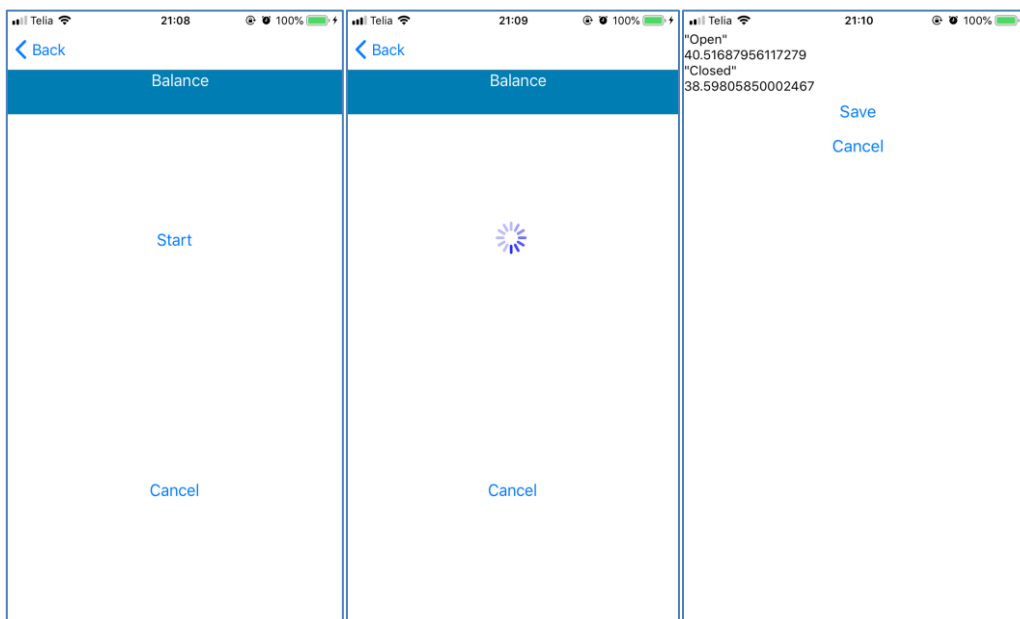 Telia 21:08 100%
Back
Balance
Start
Cancel
Telia 21:09 100%
Back
Balance
Cancel
Telia 21:10 100%
"Open"
40.51687956117279
"Closed"
38.59805850002467
Save
Cancel